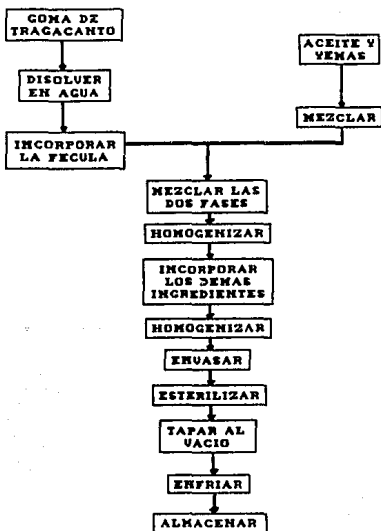 GOMA DE
TRAGACANTO
DISOLVER
EN AGUA
INCORPORAR
LA FECULA
ACEITE Y
YEMAS
MEZCLAR
MEZCLAR LAS
DOS FASES
HOMOGENIZAR
INCORPORAR
LOS DEMAS
INGREDIENTES
HOMOGENIZAR
ENVASAR
ESTERILIZAR
TAPAR AL
VACIO
ENFRIAR
ALMACENAR